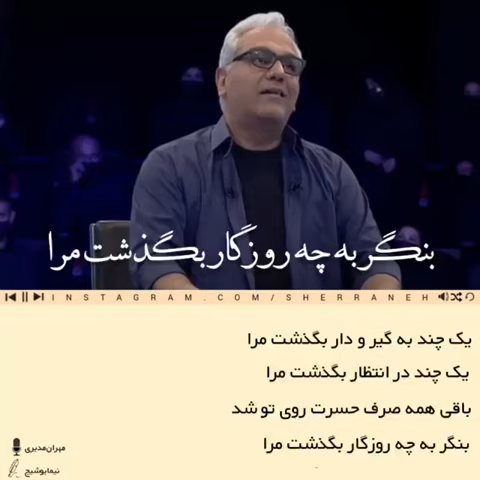 بنگر به چه روزگار بگذشت مرا
INSTAGRAM.COM/SHERRANEH
یک چند به گیر و دار بگذشت مرا
یک چند در انتظار بگذشت مرا
باقی همه صرف حسرت روی تو شد
بنگر به چه روزگار بگذشت مرا
مهران‌مدیری
نیمایوشیج